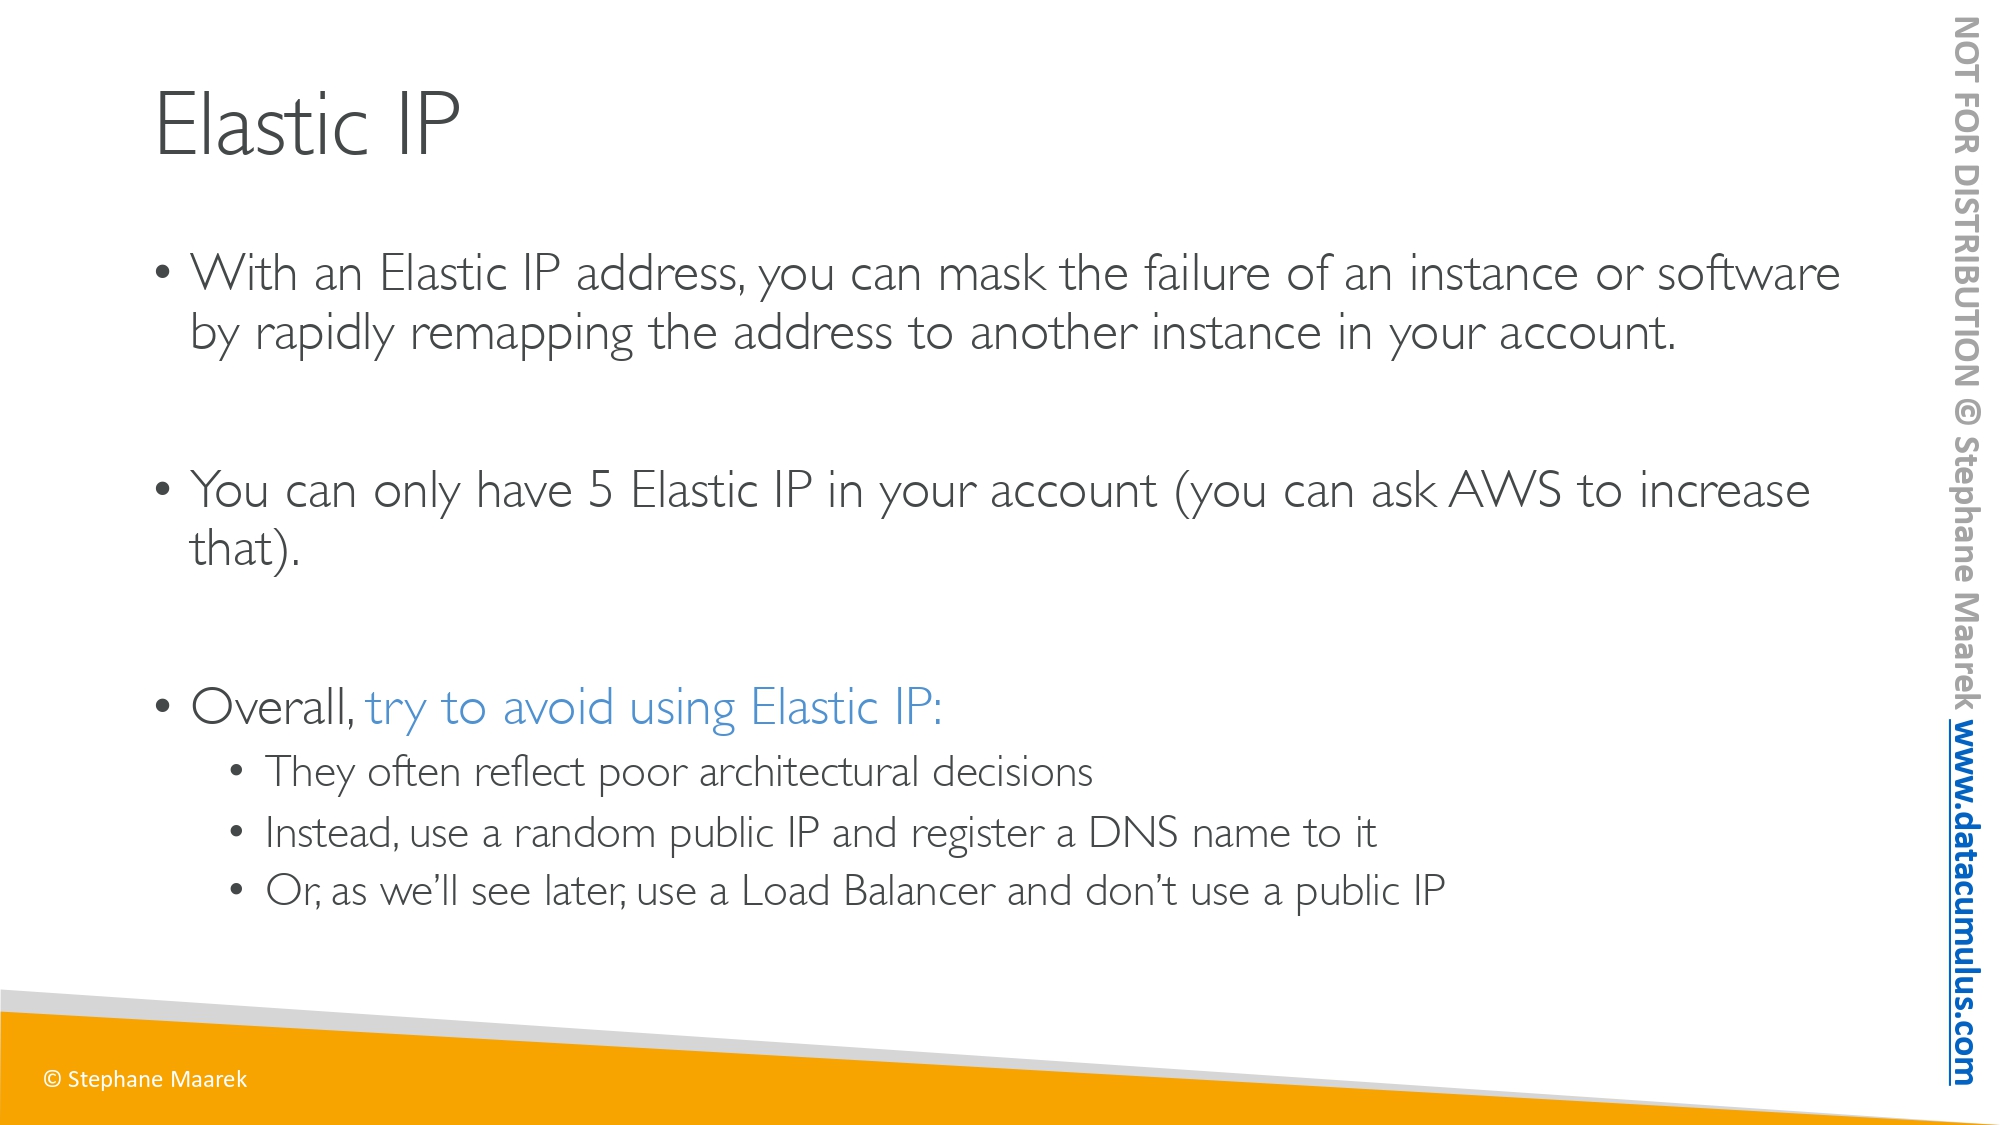 Elastic IP
• With an Elastic IP address, you can mask the failure of an instance or software
by rapidly remapping the address to another instance in your account.
• You can only have 5 Elastic IP in your account (you can ask AWS to increase
that).
• Overall, try to avoid using Elastic IP:
• They often reflect poor architectural decisions
• Instead, use a random public IP and register a DNS name to it
• Or, as we’ll see later, use a Load Balancer and don’t use a public IP
© Stephane Maarek
NOT FOR DISTRIBUTION © Stephane Maarek www.datacumulus.com